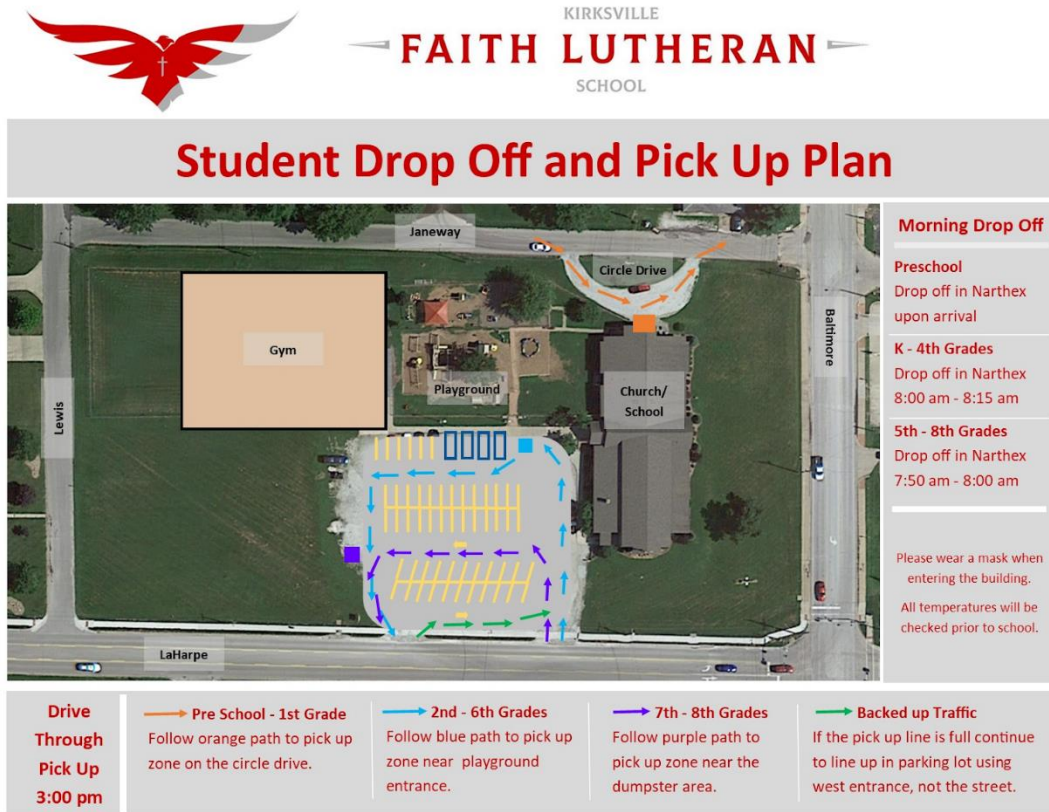 KIRKSVILLE
FAITH LUTHERAN
SCHOOL
Student Drop Off and Pick Up Plan
Janeway
Circle Drive
Gym
Playground
Church/
School
Lewis
Baltimore
LaHarpe
Morning Drop Off
Preschool
Drop off in Narthex
upon arrival
K - 4th Grades
Drop off in Narthex
8:00 am - 8:15 am
5th - 8th Grades
Drop off in Narthex
7:50 am - 8:00 am
Please wear a mask when
entering the building.
All temperatures will be
checked prior to school.
Drive
Through
Pick Up
3:00 pm
Pre School - 1st Grade
Follow orange path to pick up
zone on the circle drive.
2nd - 6th Grades
Follow blue path to pick up
zone near playground
entrance.
7th - 8th Grades
Follow purple path to
pick up zone near the
dumpster area.
Backed up Traffic
If the pick up line is full continue
to line up in parking lot using
west entrance, not the street.